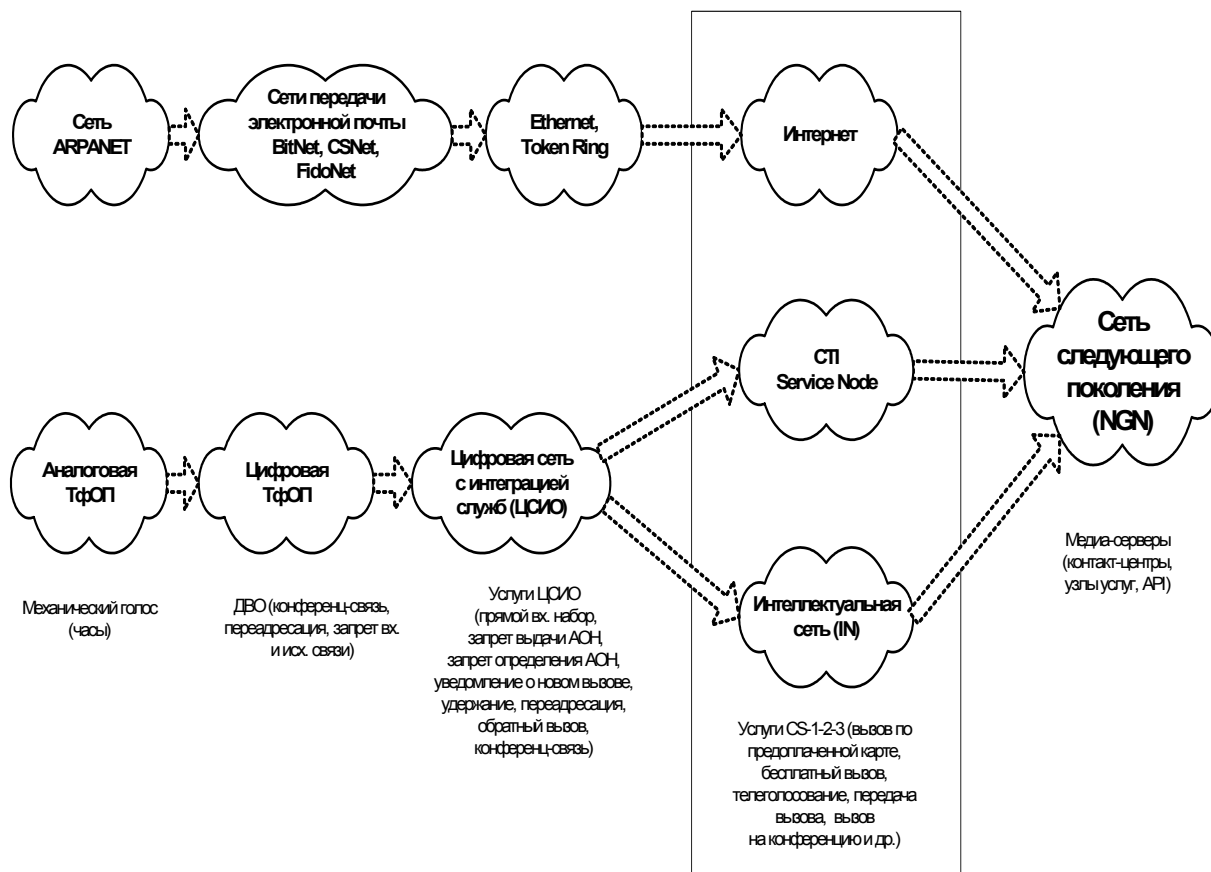 Сеть
ARPANET
Сети передачи
электронной почты
BitNet, CSNet,
FidoNet
Ethernet,
Token Ring
Интернет
CTI
Service Node
Сеть
следующего
поколения
(NGN)
Аналоговая
ТфОП
Цифровая
ТфОП
Цифровая сеть
с интеграцией
служб (ЦСИО)
Интеллектуальная
сеть (IN)
Механический голос
(часы)
ДВО (конференц-связь,
переадресация, запрет вх.
и исх. связи)
Услуги ЦСИО
(прямой вх. набор,
запрет выдачи АОН,
запрет определения АОН,
уведомление о новом вызове,
удержание, переадресация,
обратный вызов,
конференц-связь)
Услуги CS-1-2-3 (вызов по
предоплаченной карте,
бесплатный вызов,
телеголосование, передача
вызова, вызов
на конференцию и др.)
Медиа-серверы
(контакт-центры,
узлы услуг, API)